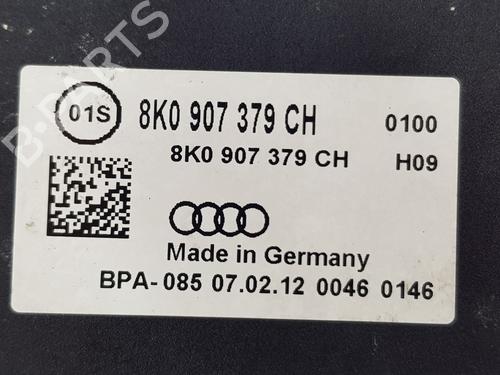 B-PARTS
01S 8K0 907 379 CH 0100
8K0 907 379 CH H09
Made in Germany
BPA-085 07.02.12 0046 0146